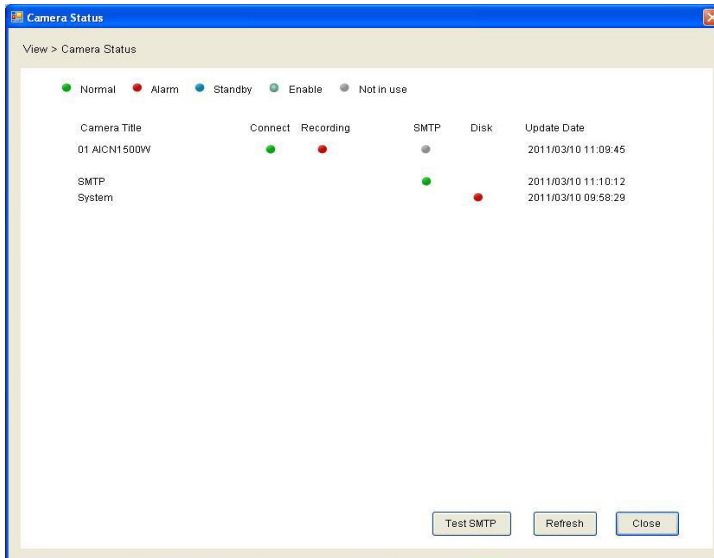 Camera Status
View > Camera Status
Normal Alarm Standby Enable Not in use
Camera Title Connect Recording SMTP Disk Update Date
01 AICN1500W 2011/03/10 11:09:45
SMTP 2011/03/10 11:10:12
System 2011/03/10 09:58:29
Test SMTP Refresh Close